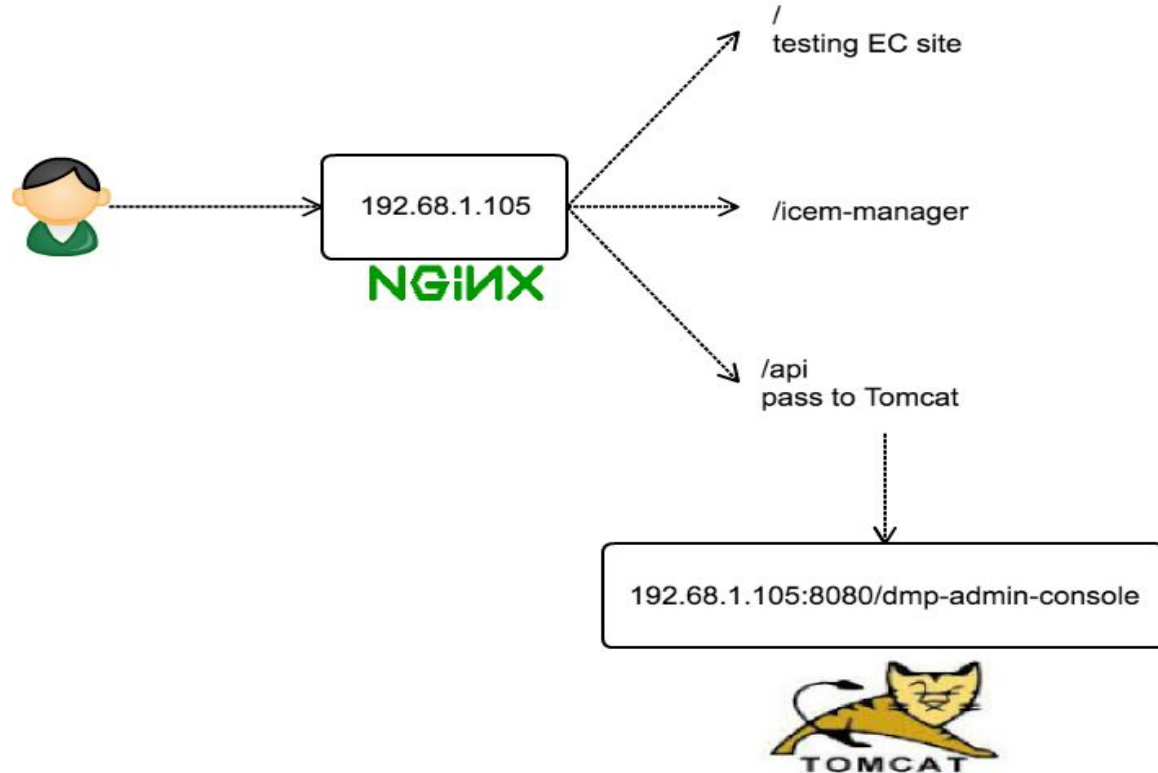 /
testing EC site
192.68.1.105
NGiNX
/icem-manager
/api
pass to Tomcat
192.68.1.105:8080/dmp-admin-console
TOMCAT